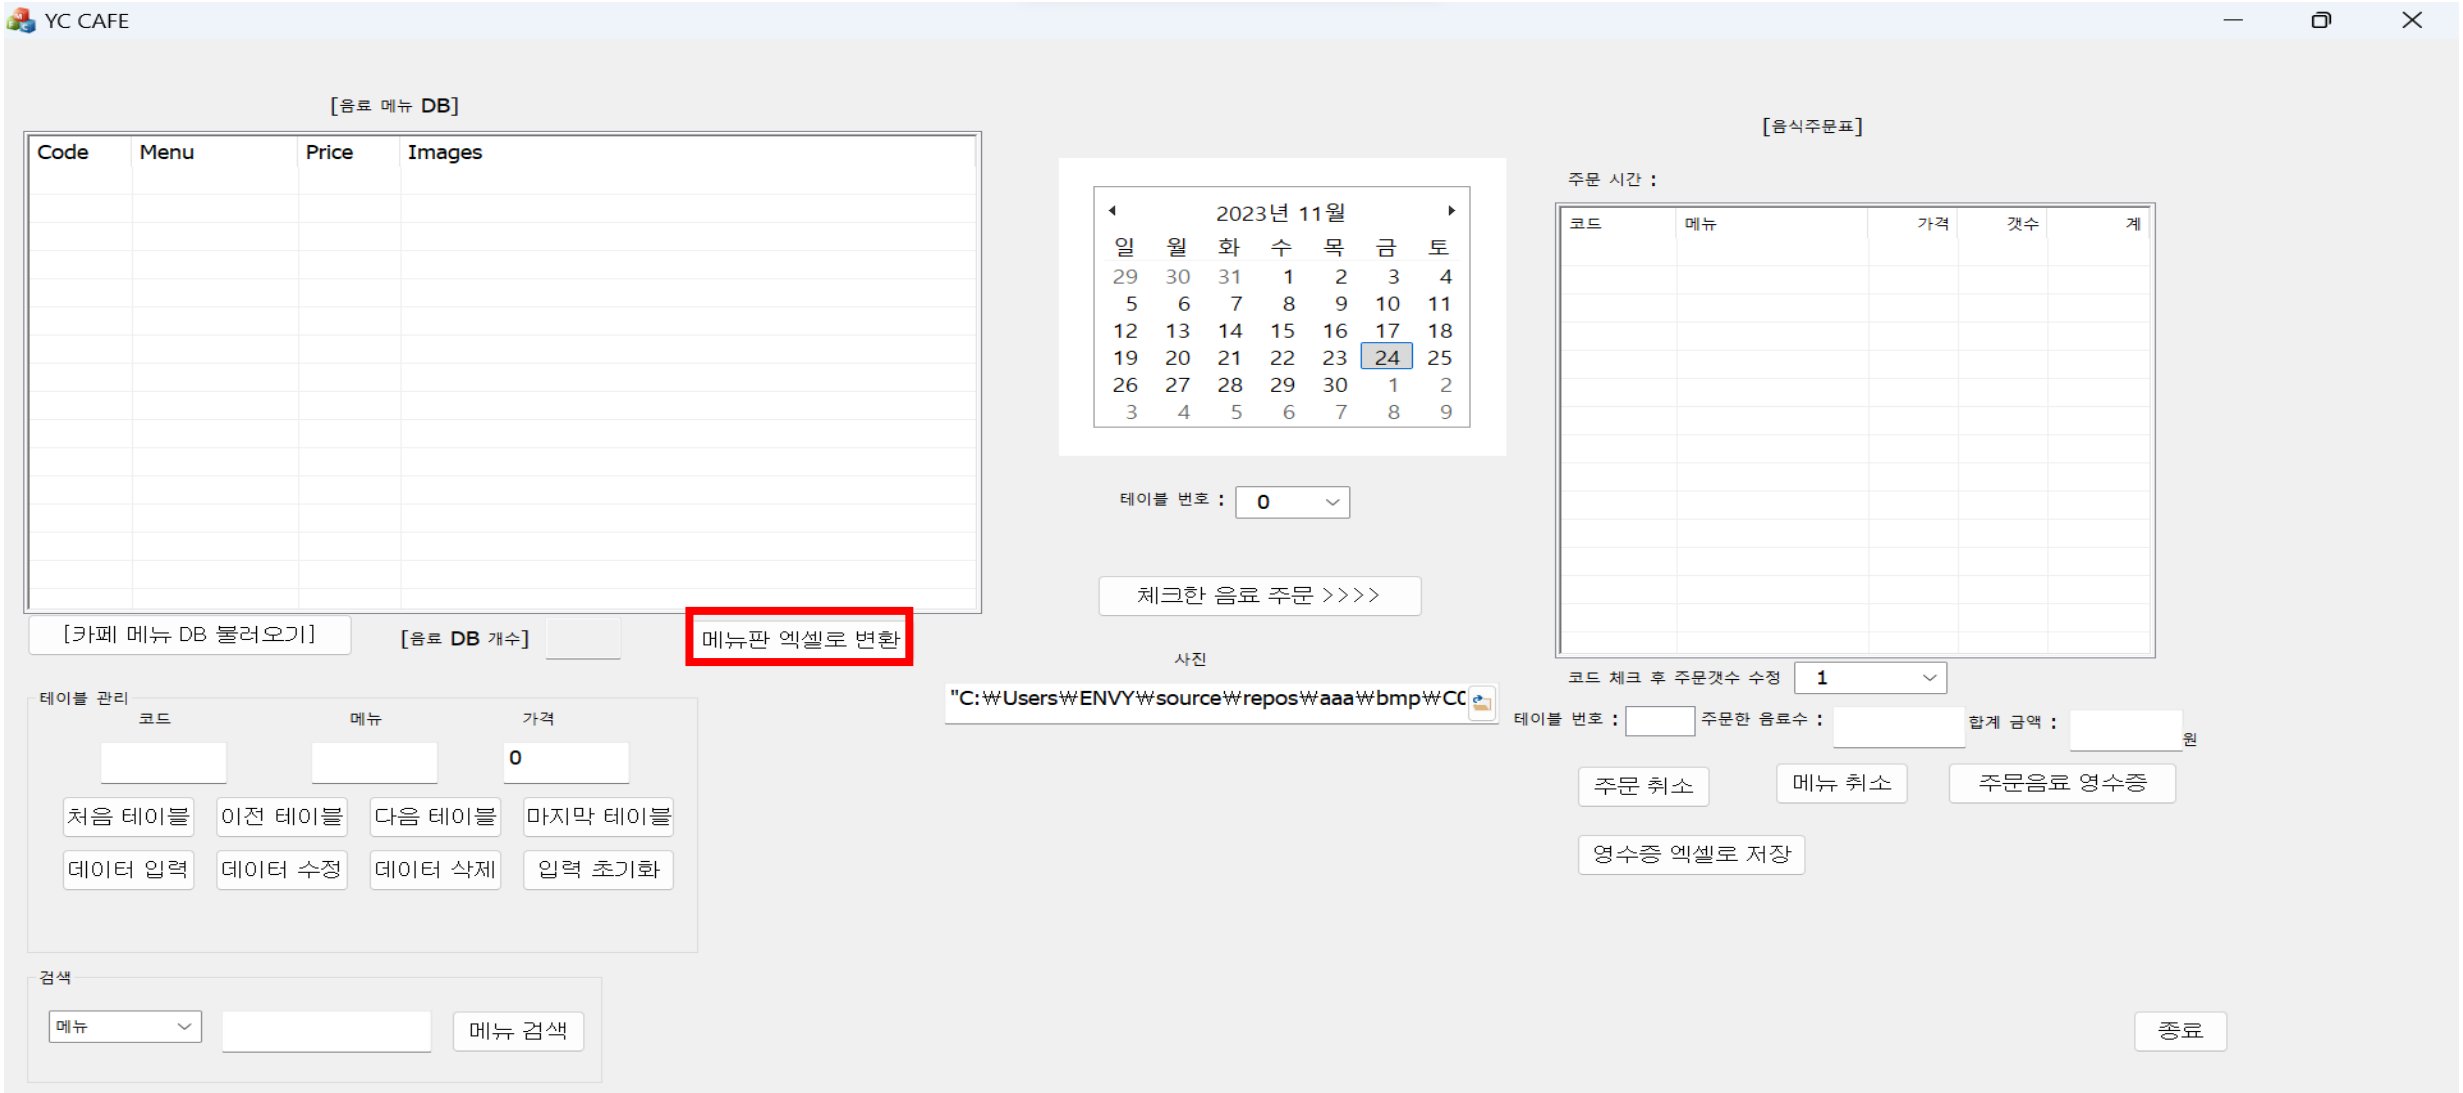 YC CAFE
[음료 메뉴 DB]
Code Menu Price Images
[카페 메뉴 DB 불러오기]
[음료 DB 개수]
메뉴판 엑셀로 변환
테이블 관리
코드 메뉴 가격
0
처음 테이블 이전 테이블 다음 테이블 마지막 테이블
데이터 입력 데이터 수정 데이터 삭제 입력 초기화
검색
메뉴
메뉴 검색
2023년 11월
일 월 화 수 목 금 토
29 30 31 1 2 3 4
5 6 7 8 9 10 11
12 13 14 15 16 17 18
19 20 21 22 23 24 25
26 27 28 29 30 1 2
3 4 5 6 7 8 9
테이블 번호 : 0
체크한 음료 주문 >>>>
사진
"C:₩Users₩ENVY₩source₩repos₩aaa₩bmp₩CC
[음식주문표]
주문 시간 :
코드 메뉴 가격 갯수 계
코드 체크 후 주문갯수 수정 1
테이블 번호 : 주문한 음료수 : 합계 금액 : 원
주문 취소 메뉴 취소 주문음료 영수증
영수증 엑셀로 저장
종료